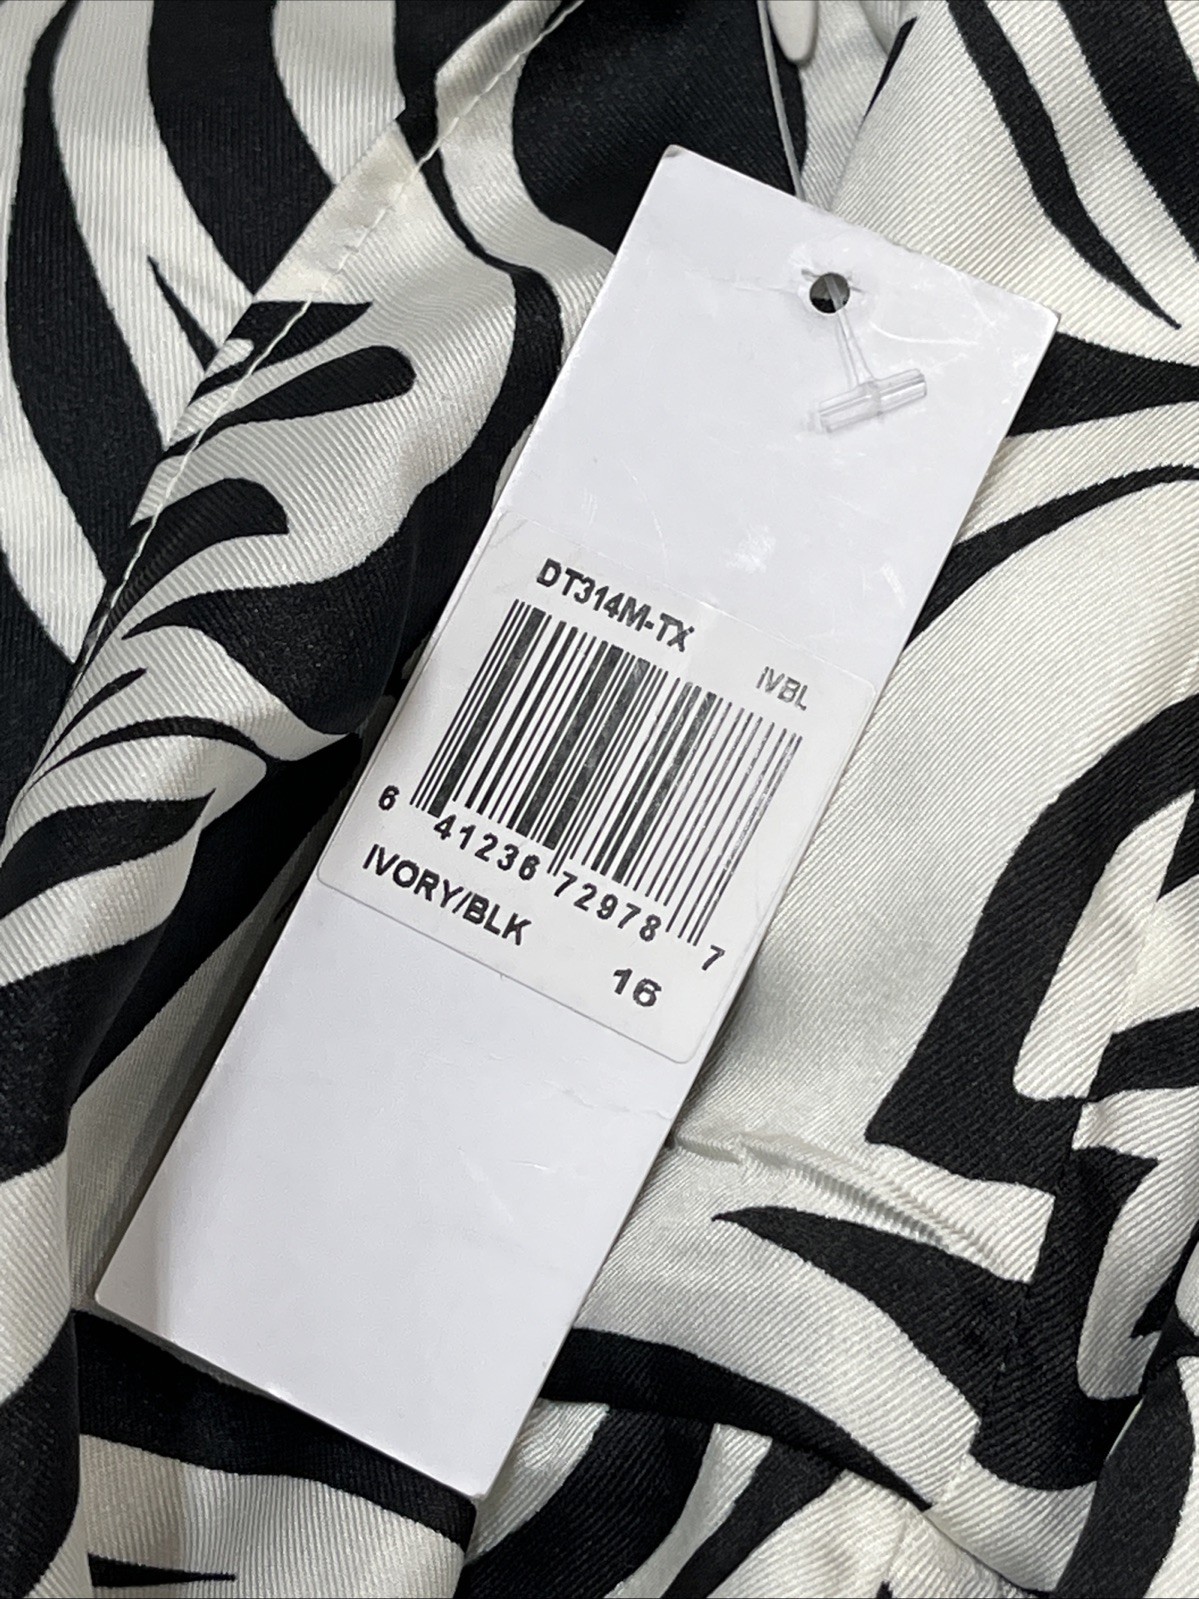 DT314M-TX
IVBL
6 41236 72978 7
IVORY/BLK
16